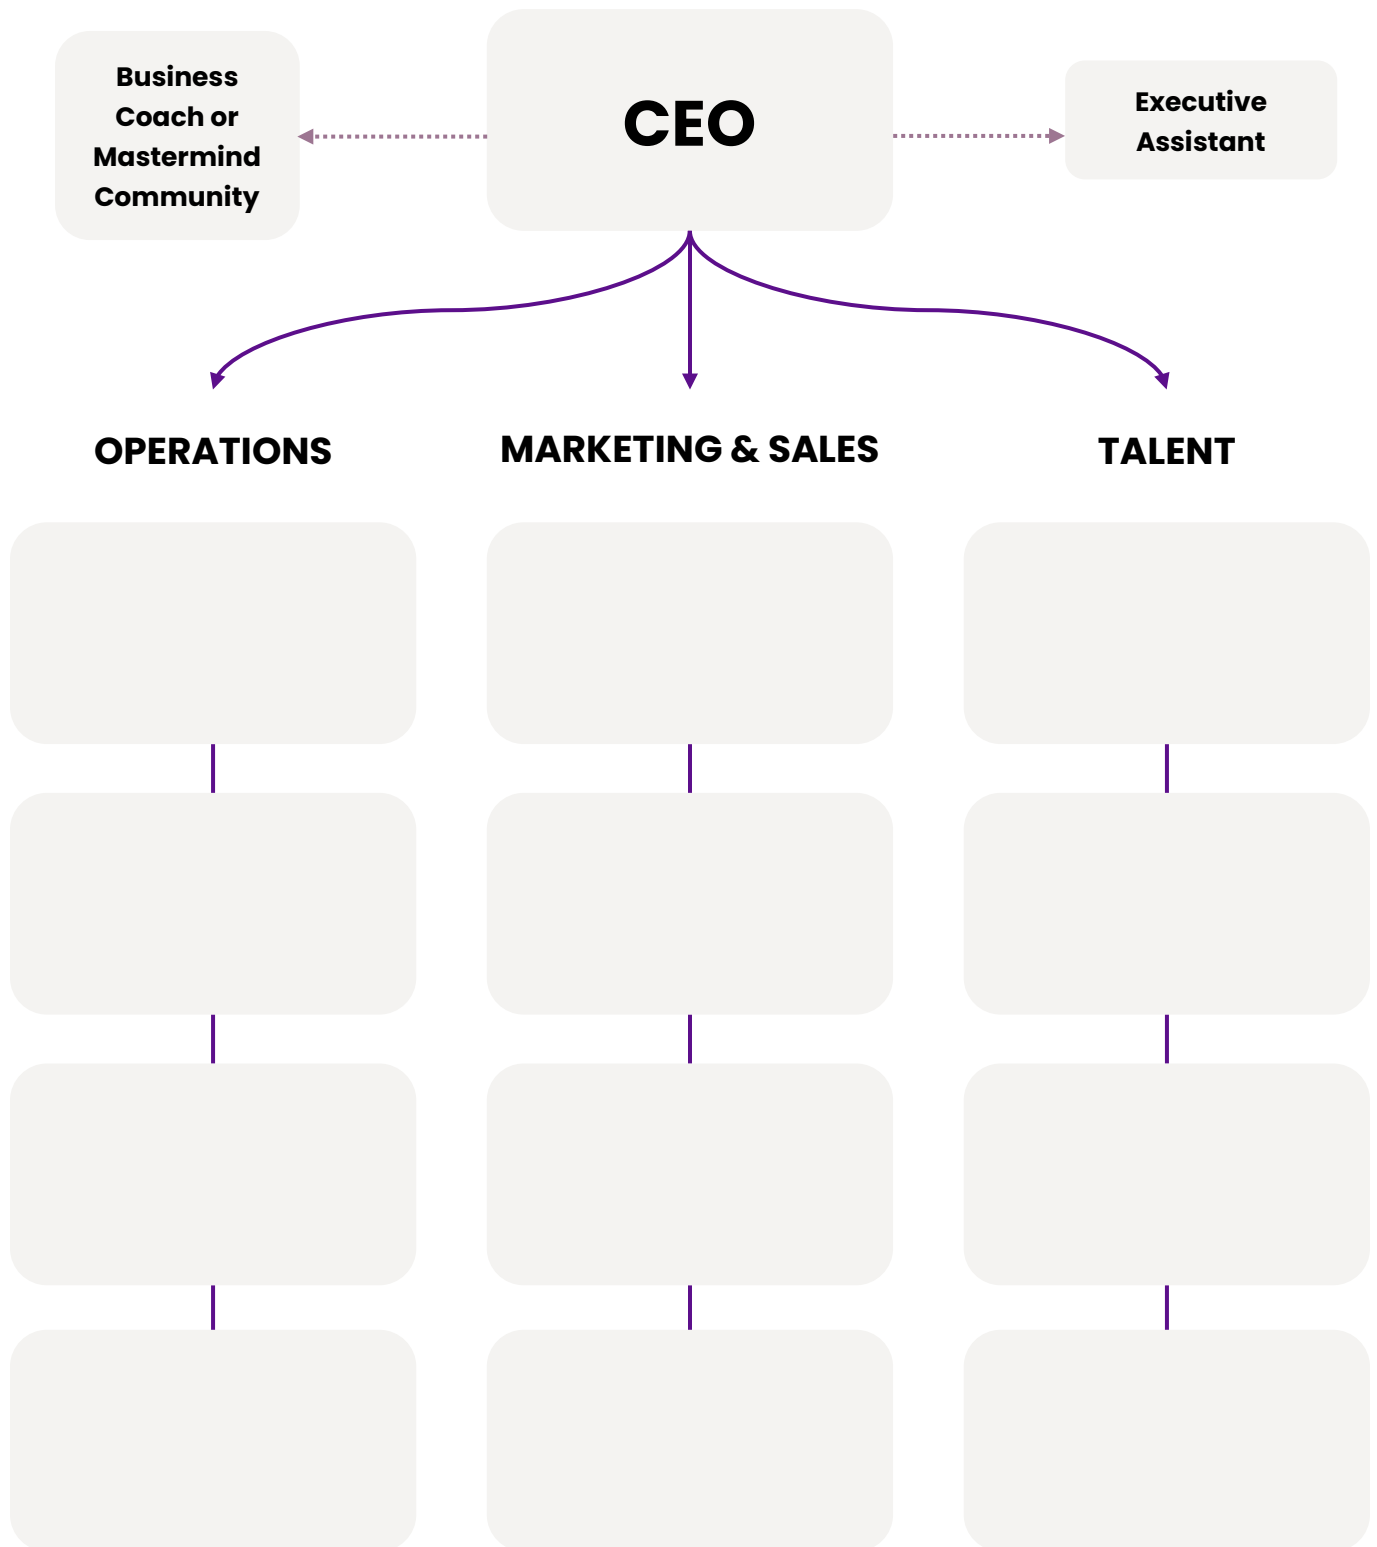 Business
Coach or
Mastermind
Community
CEO
Executive
Assistant
OPERATIONS
MARKETING & SALES
TALENT